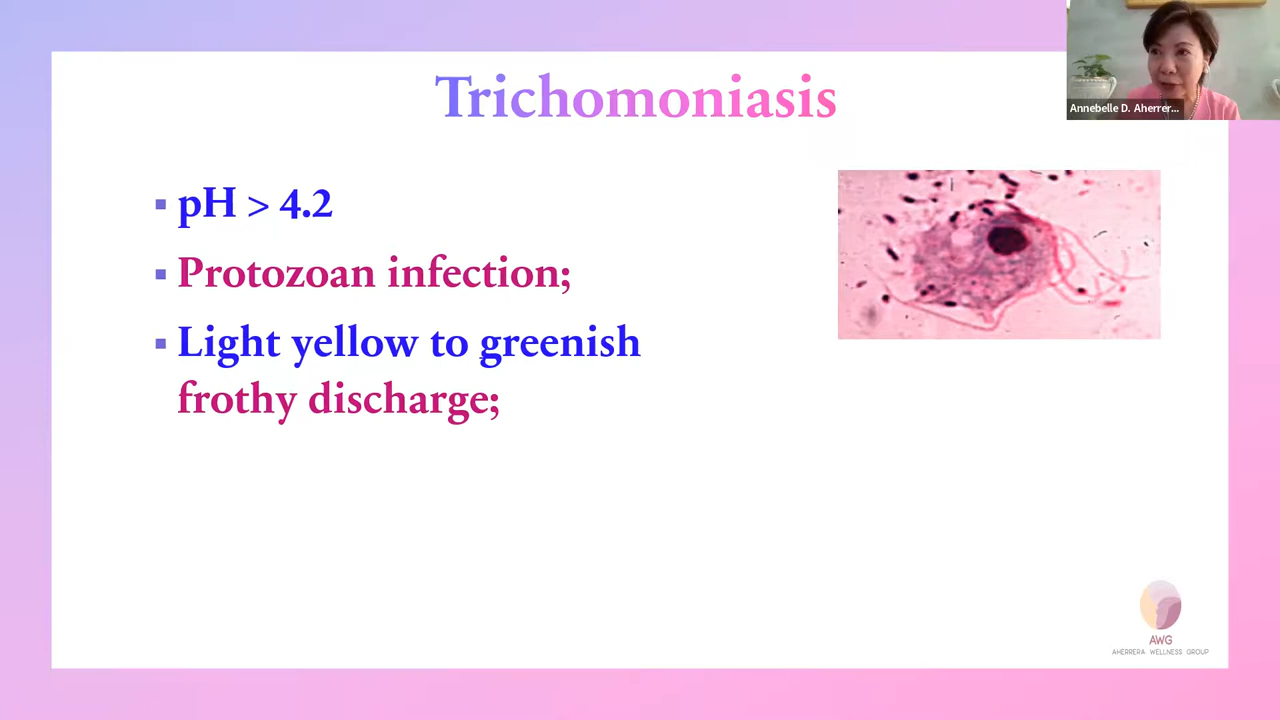 Trichomoniasis
Annebelle D. Aherrer...
pH > 4.2
Protozoan infection;
Light yellow to greenish
frothy discharge;
AWG
AHERRERA WELLNESS GROUP